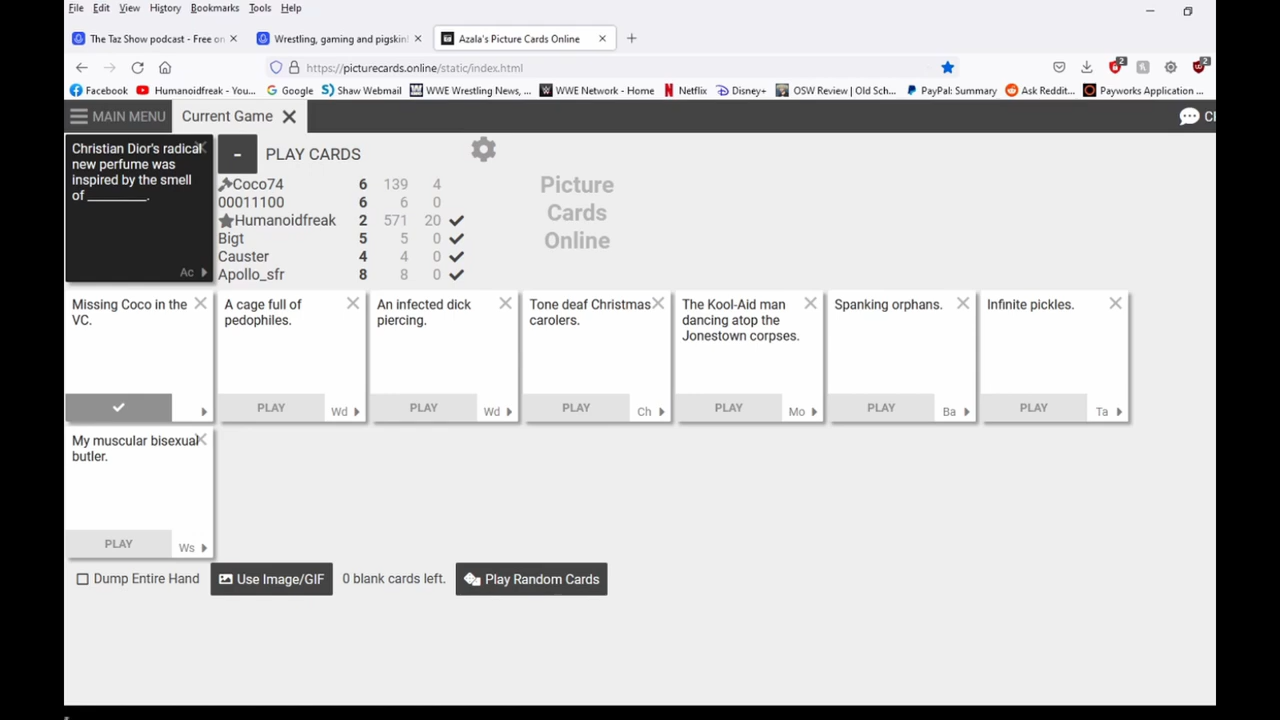 File Edit View History Bookmarks Tools Help
The Taz Show podcast - Free on
Wrestling, gaming and pigskin!
Azala's Picture Cards Online
https://picturecards.online/static/index.html
2
2
Facebook
Humanoidfreak - You...
Google
Shaw Webmail
WWE Wrestling News, ...
WWE Network - Home
Netflix
Disney+
OSW Review | Old Sch...
PayPal: Summary
Ask Reddit...
Payworks Application ...
MAIN MENU
Current Game
Christian Dior's radical
new perfume was
inspired by the smell
of _________.
Ac
- PLAY CARDS
Coco74 6 139 4
00011100 6 6 0
Humanoidfreak 2 571 20
Bigt 5 5 0
Causter 4 4 0
Apollo_sfr 8 8 0
Picture
Cards
Online
Missing Coco in the
VC.
A cage full of
pedophiles.
PLAY Wd
An infected dick
piercing.
PLAY Wd
Tone deaf Christmas
carolers.
PLAY Ch
The Kool-Aid man
dancing atop the
Jonestown corpses.
PLAY Mo
Spanking orphans.
PLAY Ba
Infinite pickles.
PLAY Ta
My muscular bisexual
butler.
PLAY Ws
Dump Entire Hand
Use Image/GIF
0 blank cards left.
Play Random Cards